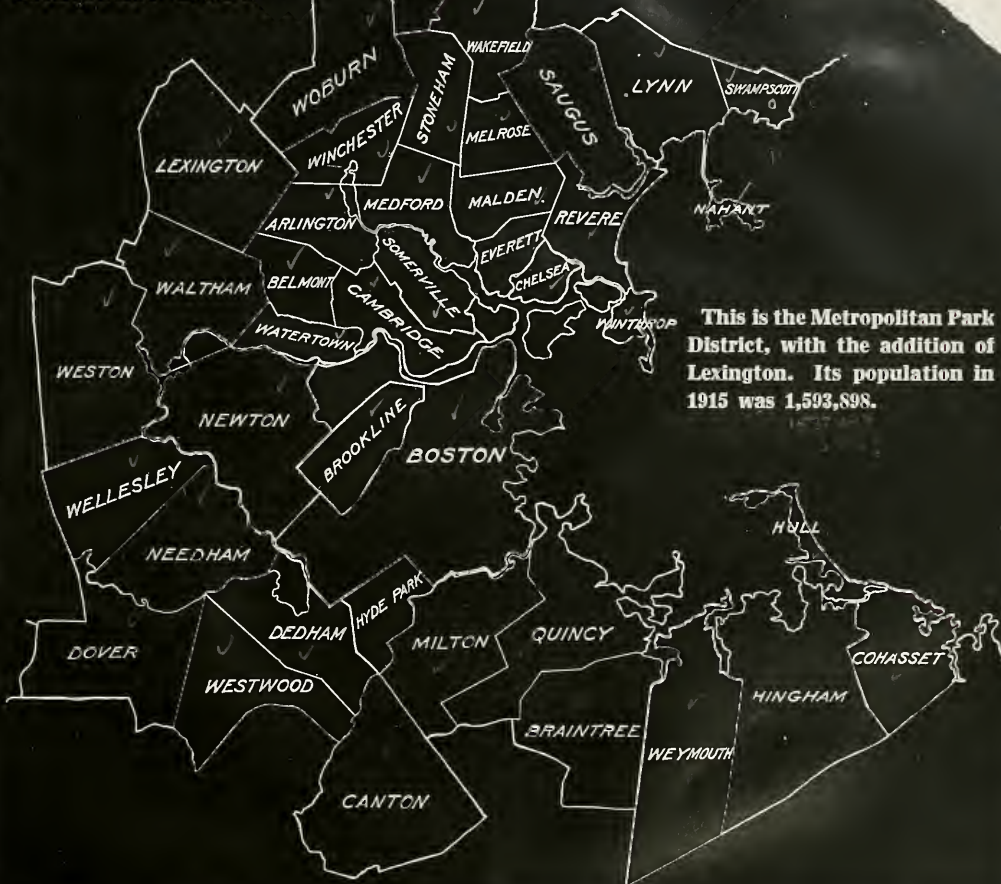 WAKEFIELD
WOBURN
STONEHAM
SAUGUS
LYNN
SWAMPSCOTT
WINCHESTER
MELROSE
LEXINGTON
MEDFORD
MALDEN
NAHANT
ARLINGTON
REVERE
EVERETT
SOMERVILLE
CHELSEA
BELMONT
WALTHAM
CAMBRIDGE
WINTHROP
WATERTOWN
This is the Metropolitan Park
District, with the addition of
Lexington. Its population in
1915 was 1,593,898.
WESTON
NEWTON
BROOKLINE
BOSTON
WELLESLEY
HULL
NEEDHAM
HYDE PARK
DEDHAM
MILTON
QUINCY
DOVER
COHASSET
WESTWOOD
HINGHAM
BRAINTREE
WEYMOUTH
CANTON